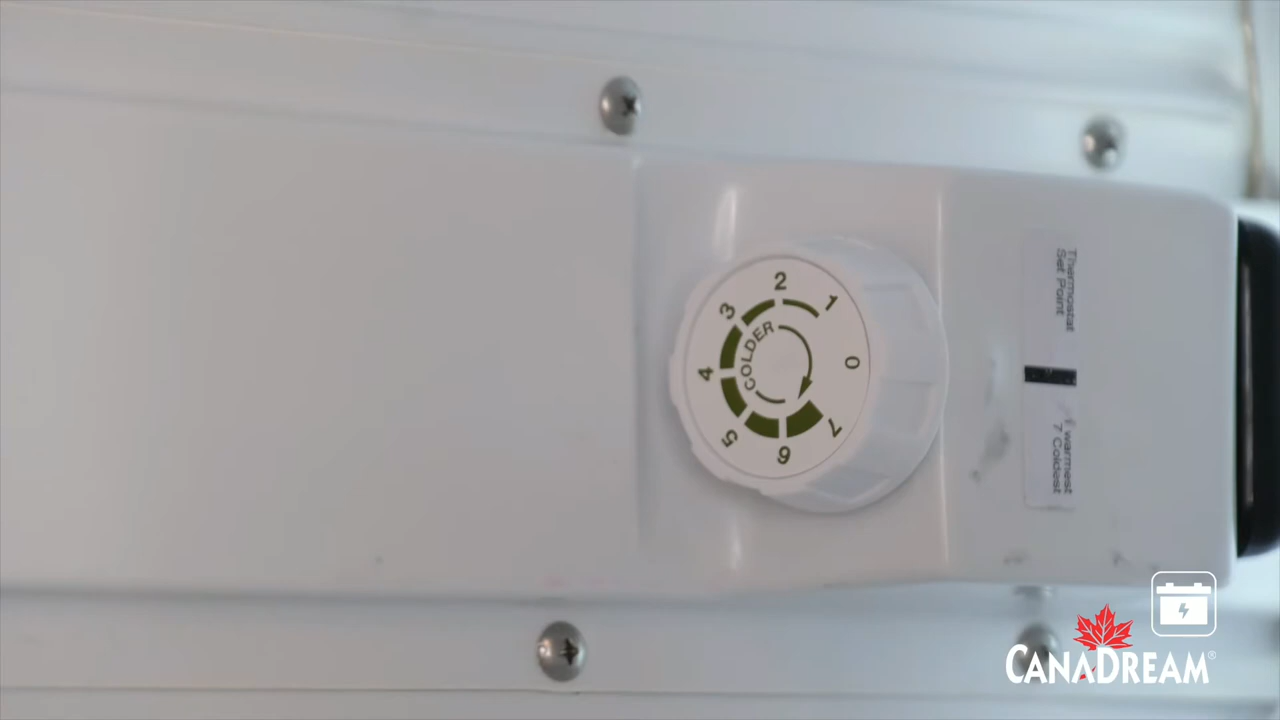 Thermostat
Set Point
1 warmest
7 Coldest
0
1
2
3
4
5
6
7
COLDER
CANADREAM®